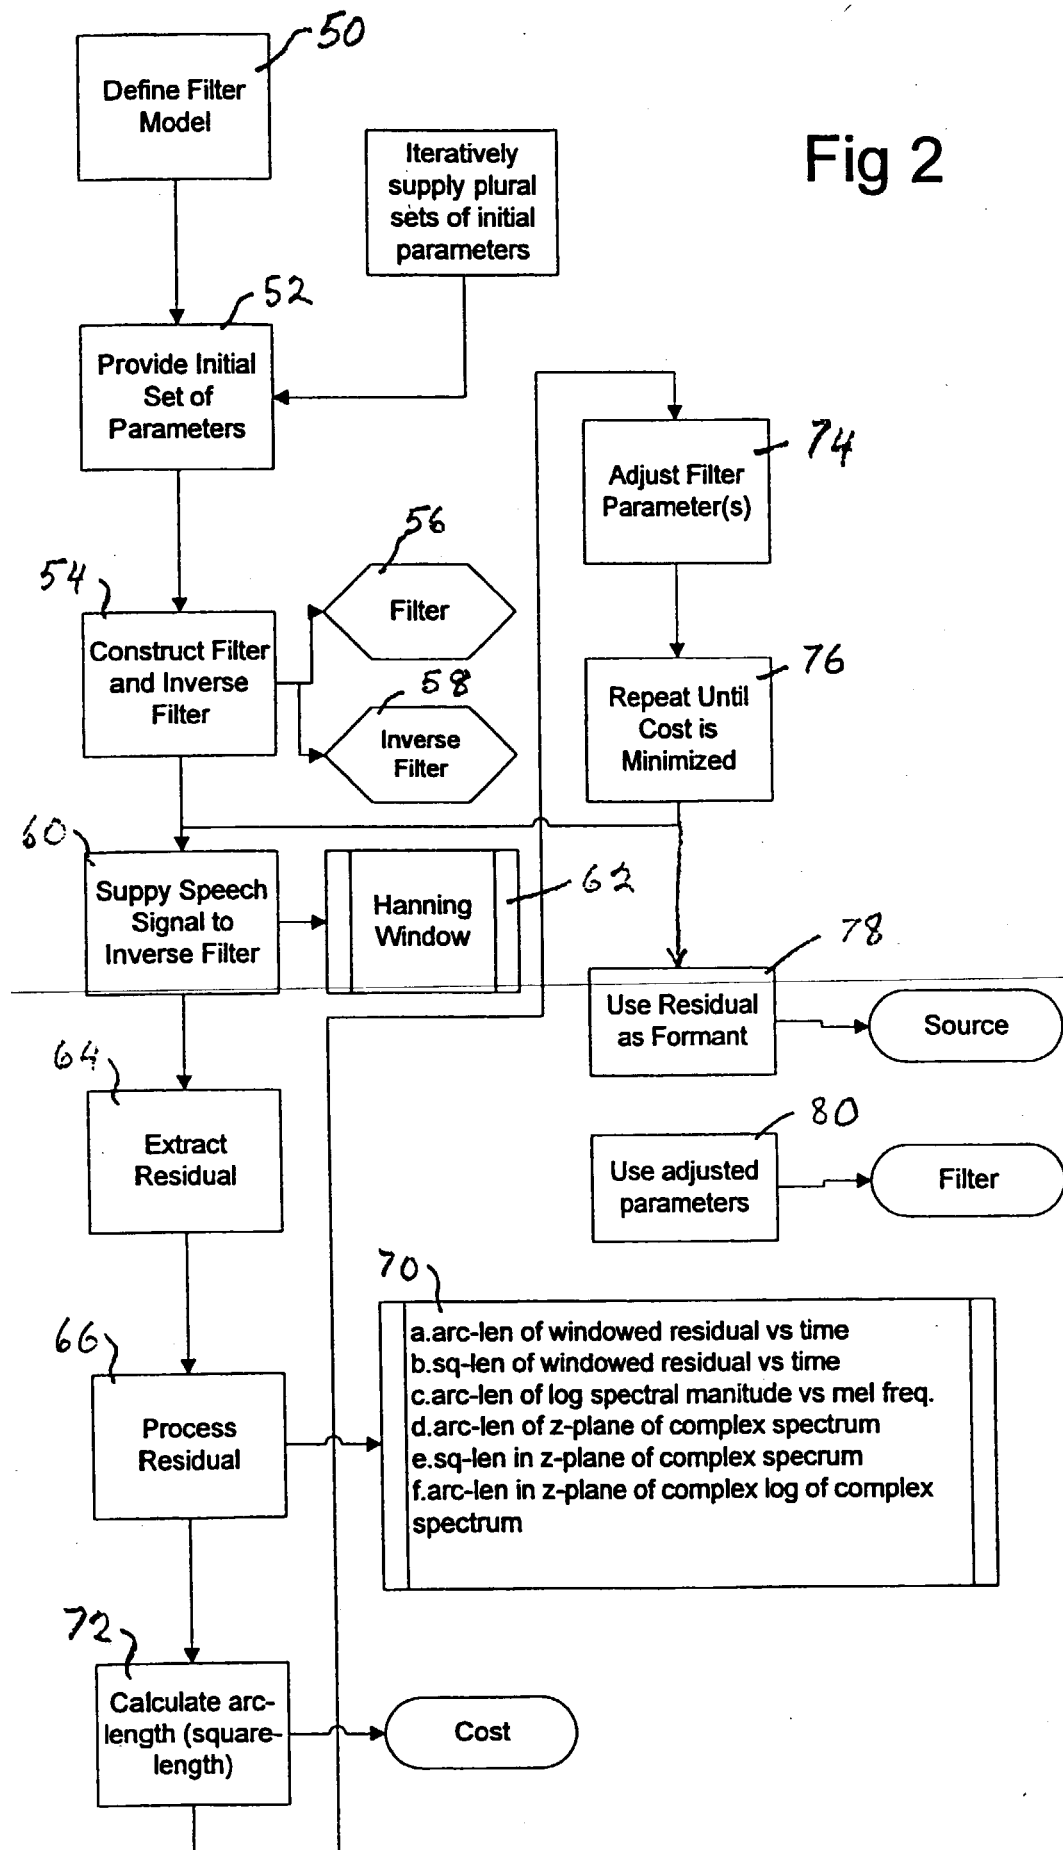 50
Define Filter
Model
Fig 2
Iteratively
supply plural
sets of initial
parameters
52
Provide Initial
Set of
Parameters
74
Adjust Filter
Parameter(s)
54
Construct Filter
and Inverse
Filter
56
Filter
58
Inverse
Filter
76
Repeat Until
Cost is
Minimized
60
Suppy Speech
Signal to
Inverse Filter
62
Hanning
Window
78
Use Residual
as Formant
Source
64
Extract
Residual
80
Use adjusted
parameters
Filter
66
Process
Residual
70
a.arc-len of windowed residual vs time
b.sq-len of windowed residual vs time
c.arc-len of log spectral manitude vs mel freq.
d.arc-len of z-plane of complex spectrum
e.sq-len in z-plane of complex specrum
f.arc-len in z-plane of complex log of complex
spectrum
72
Calculate arc-
length (square-
length)
Cost